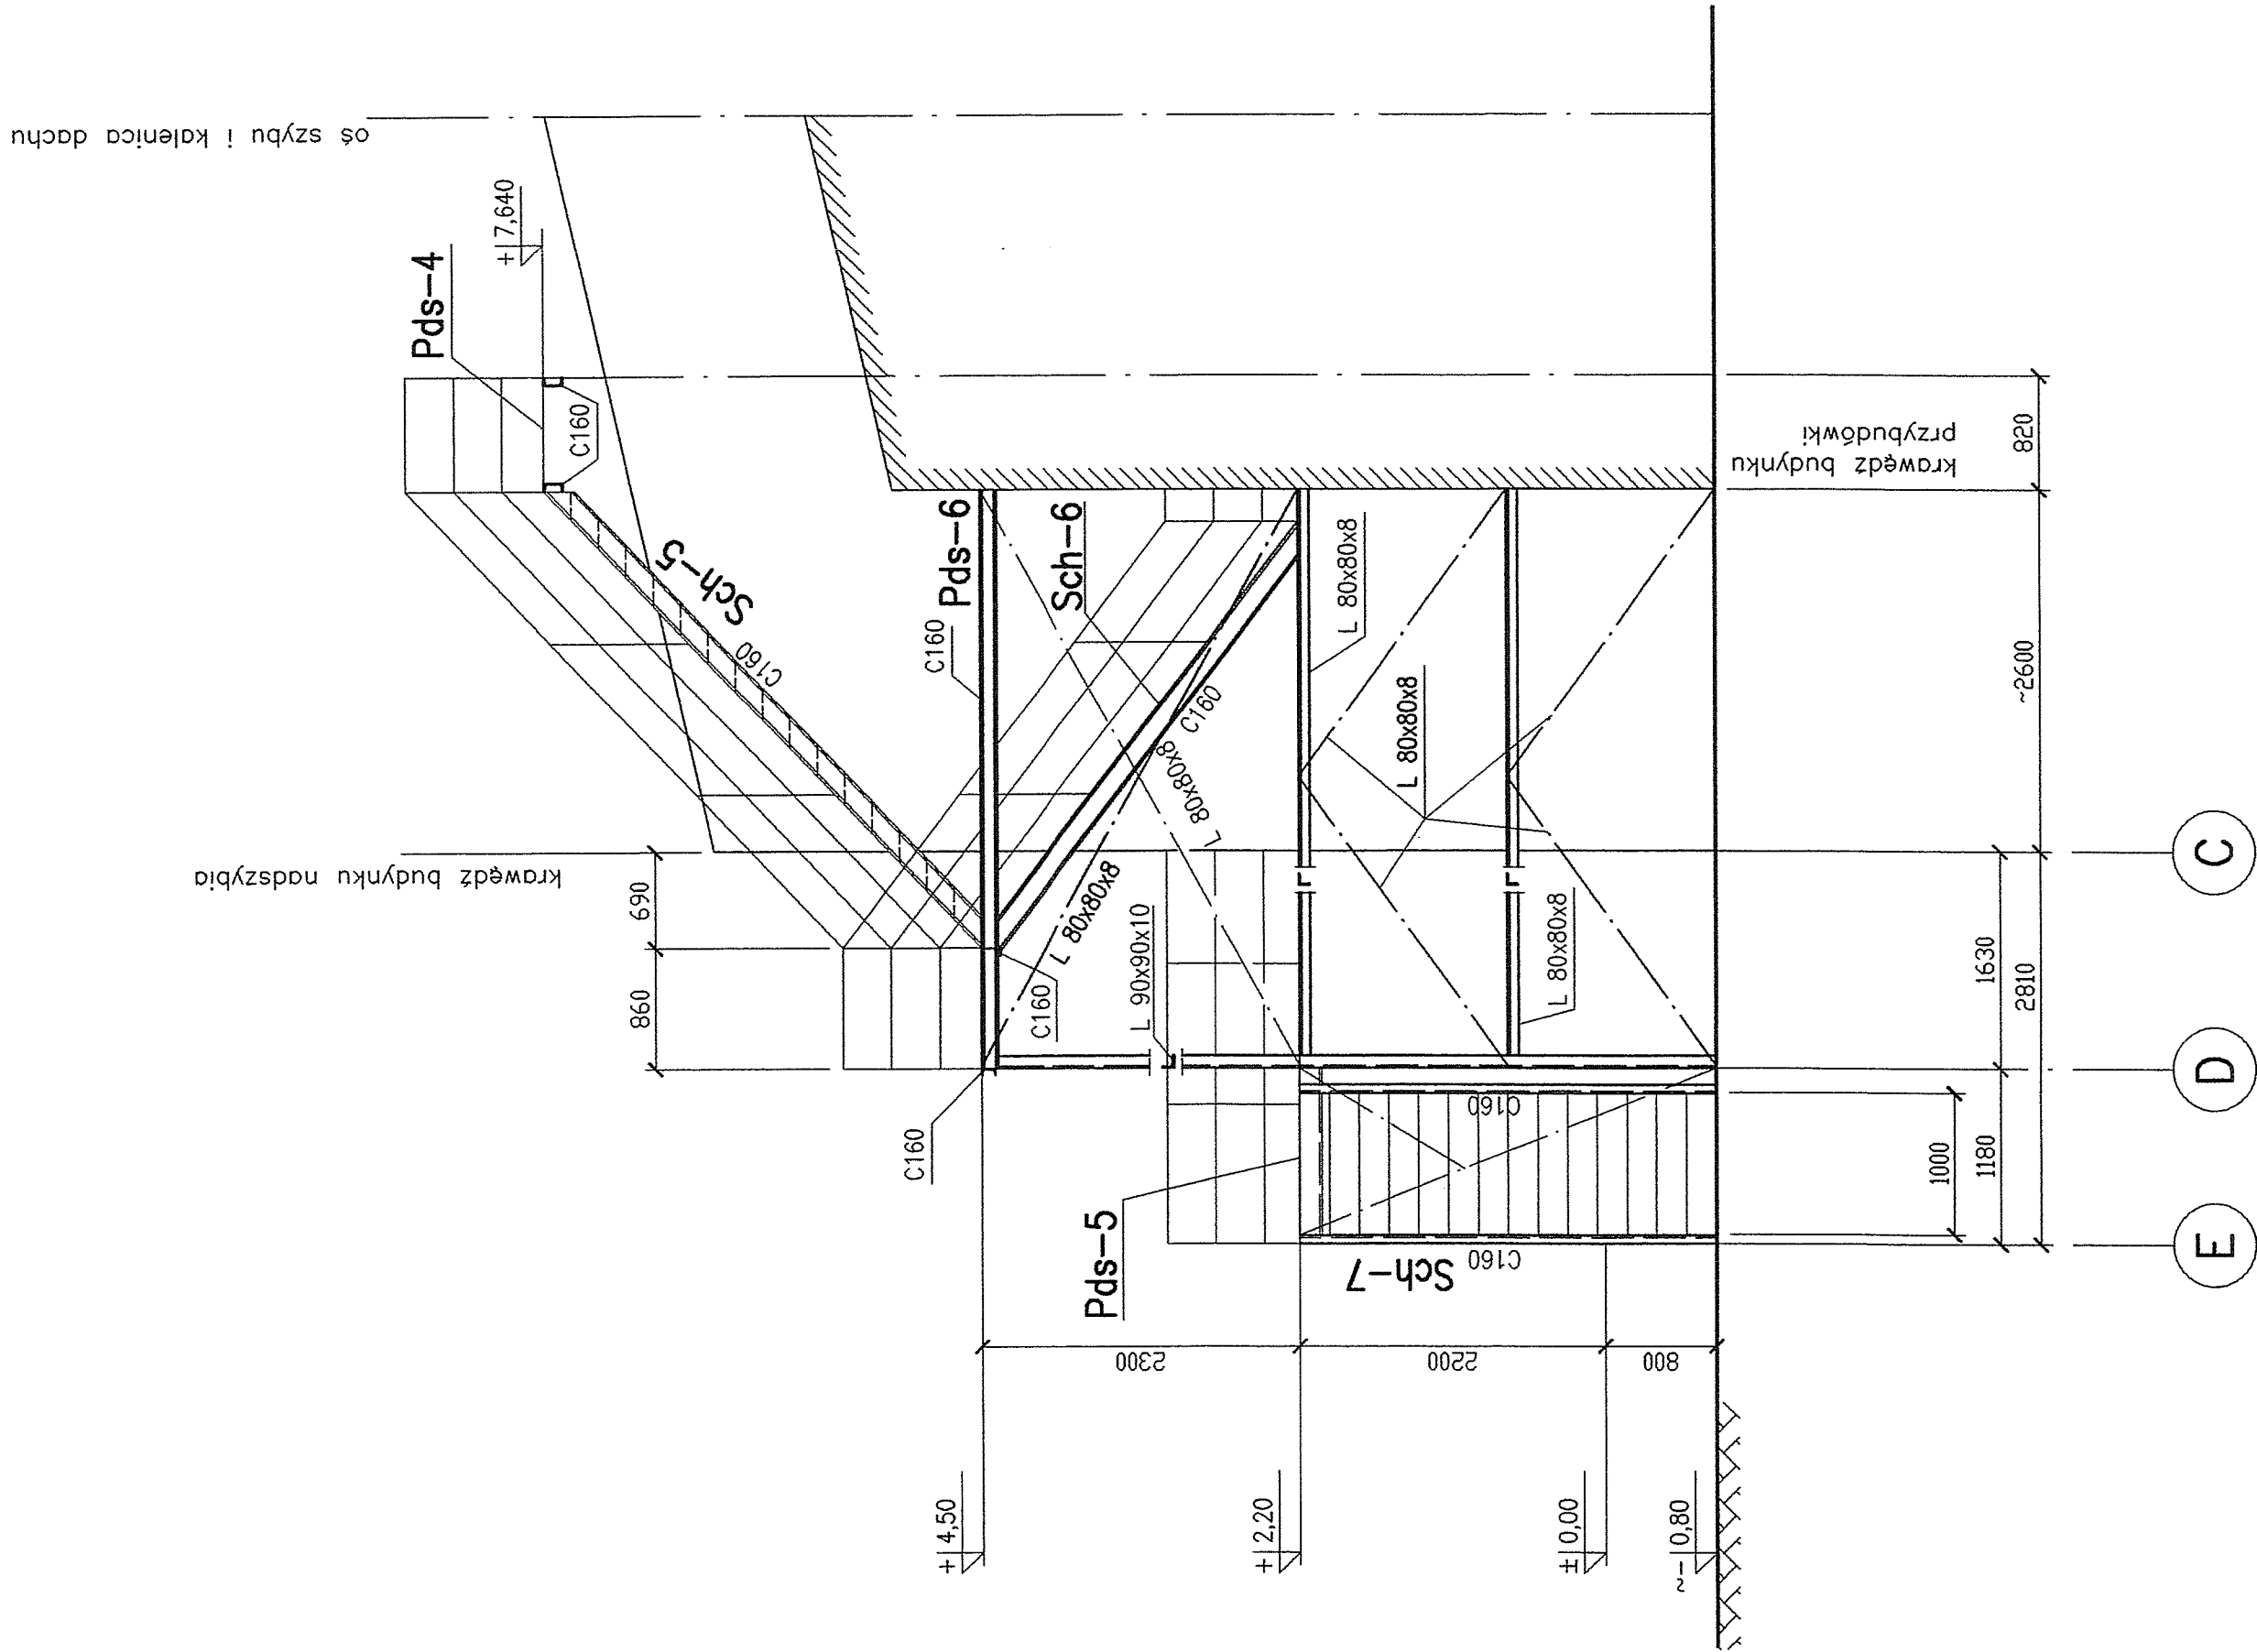 oś szybu i kalenica dachu
+7,640
Pds-4
C160
Sch-5
C160
krawędź budynku nadszybia
690
860
C160
Pds-6
Sch-6
L 80x80x8
C160
L 80x80x8
L 80x80x8
C160
L 90x90x10
C160
L 80x80x8
L 80x80x8
krawędź budynku
przybudówki
820
~2600
1630
2810
1000
1180
C160
C160
Pds-5
Sch-7
2300
2200
800
+4,50
+2,20
±0,00
~-0,80
C
D
E